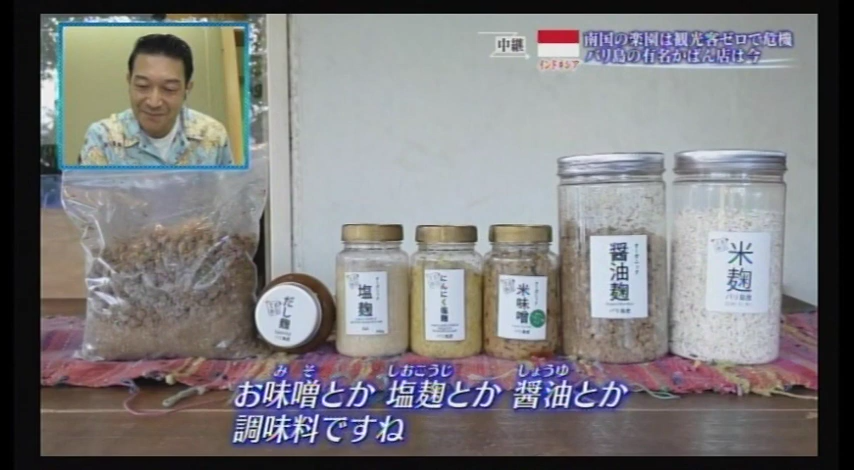 中継
インドネシア
南国の楽園は観光客ゼロで危機
バリ島の有名かばん店は今
だし麹
塩麹
にんにく塩麹
米味噌
醤油麹
米麹
みそ しおこうじ しょうゆ
お味噌とか 塩麹とか 醤油とか
調味料ですね